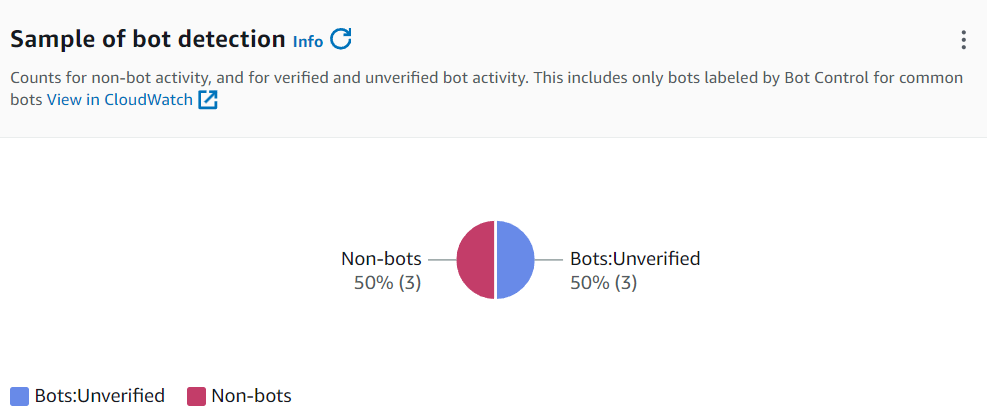 Sample of bot detection Info
Counts for non-bot activity, and for verified and unverified bot activity. This includes only bots labeled by Bot Control for common
bots View in CloudWatch
Non-bots
50% (3)
Bots:Unverified
50% (3)
Bots:Unverified Non-bots